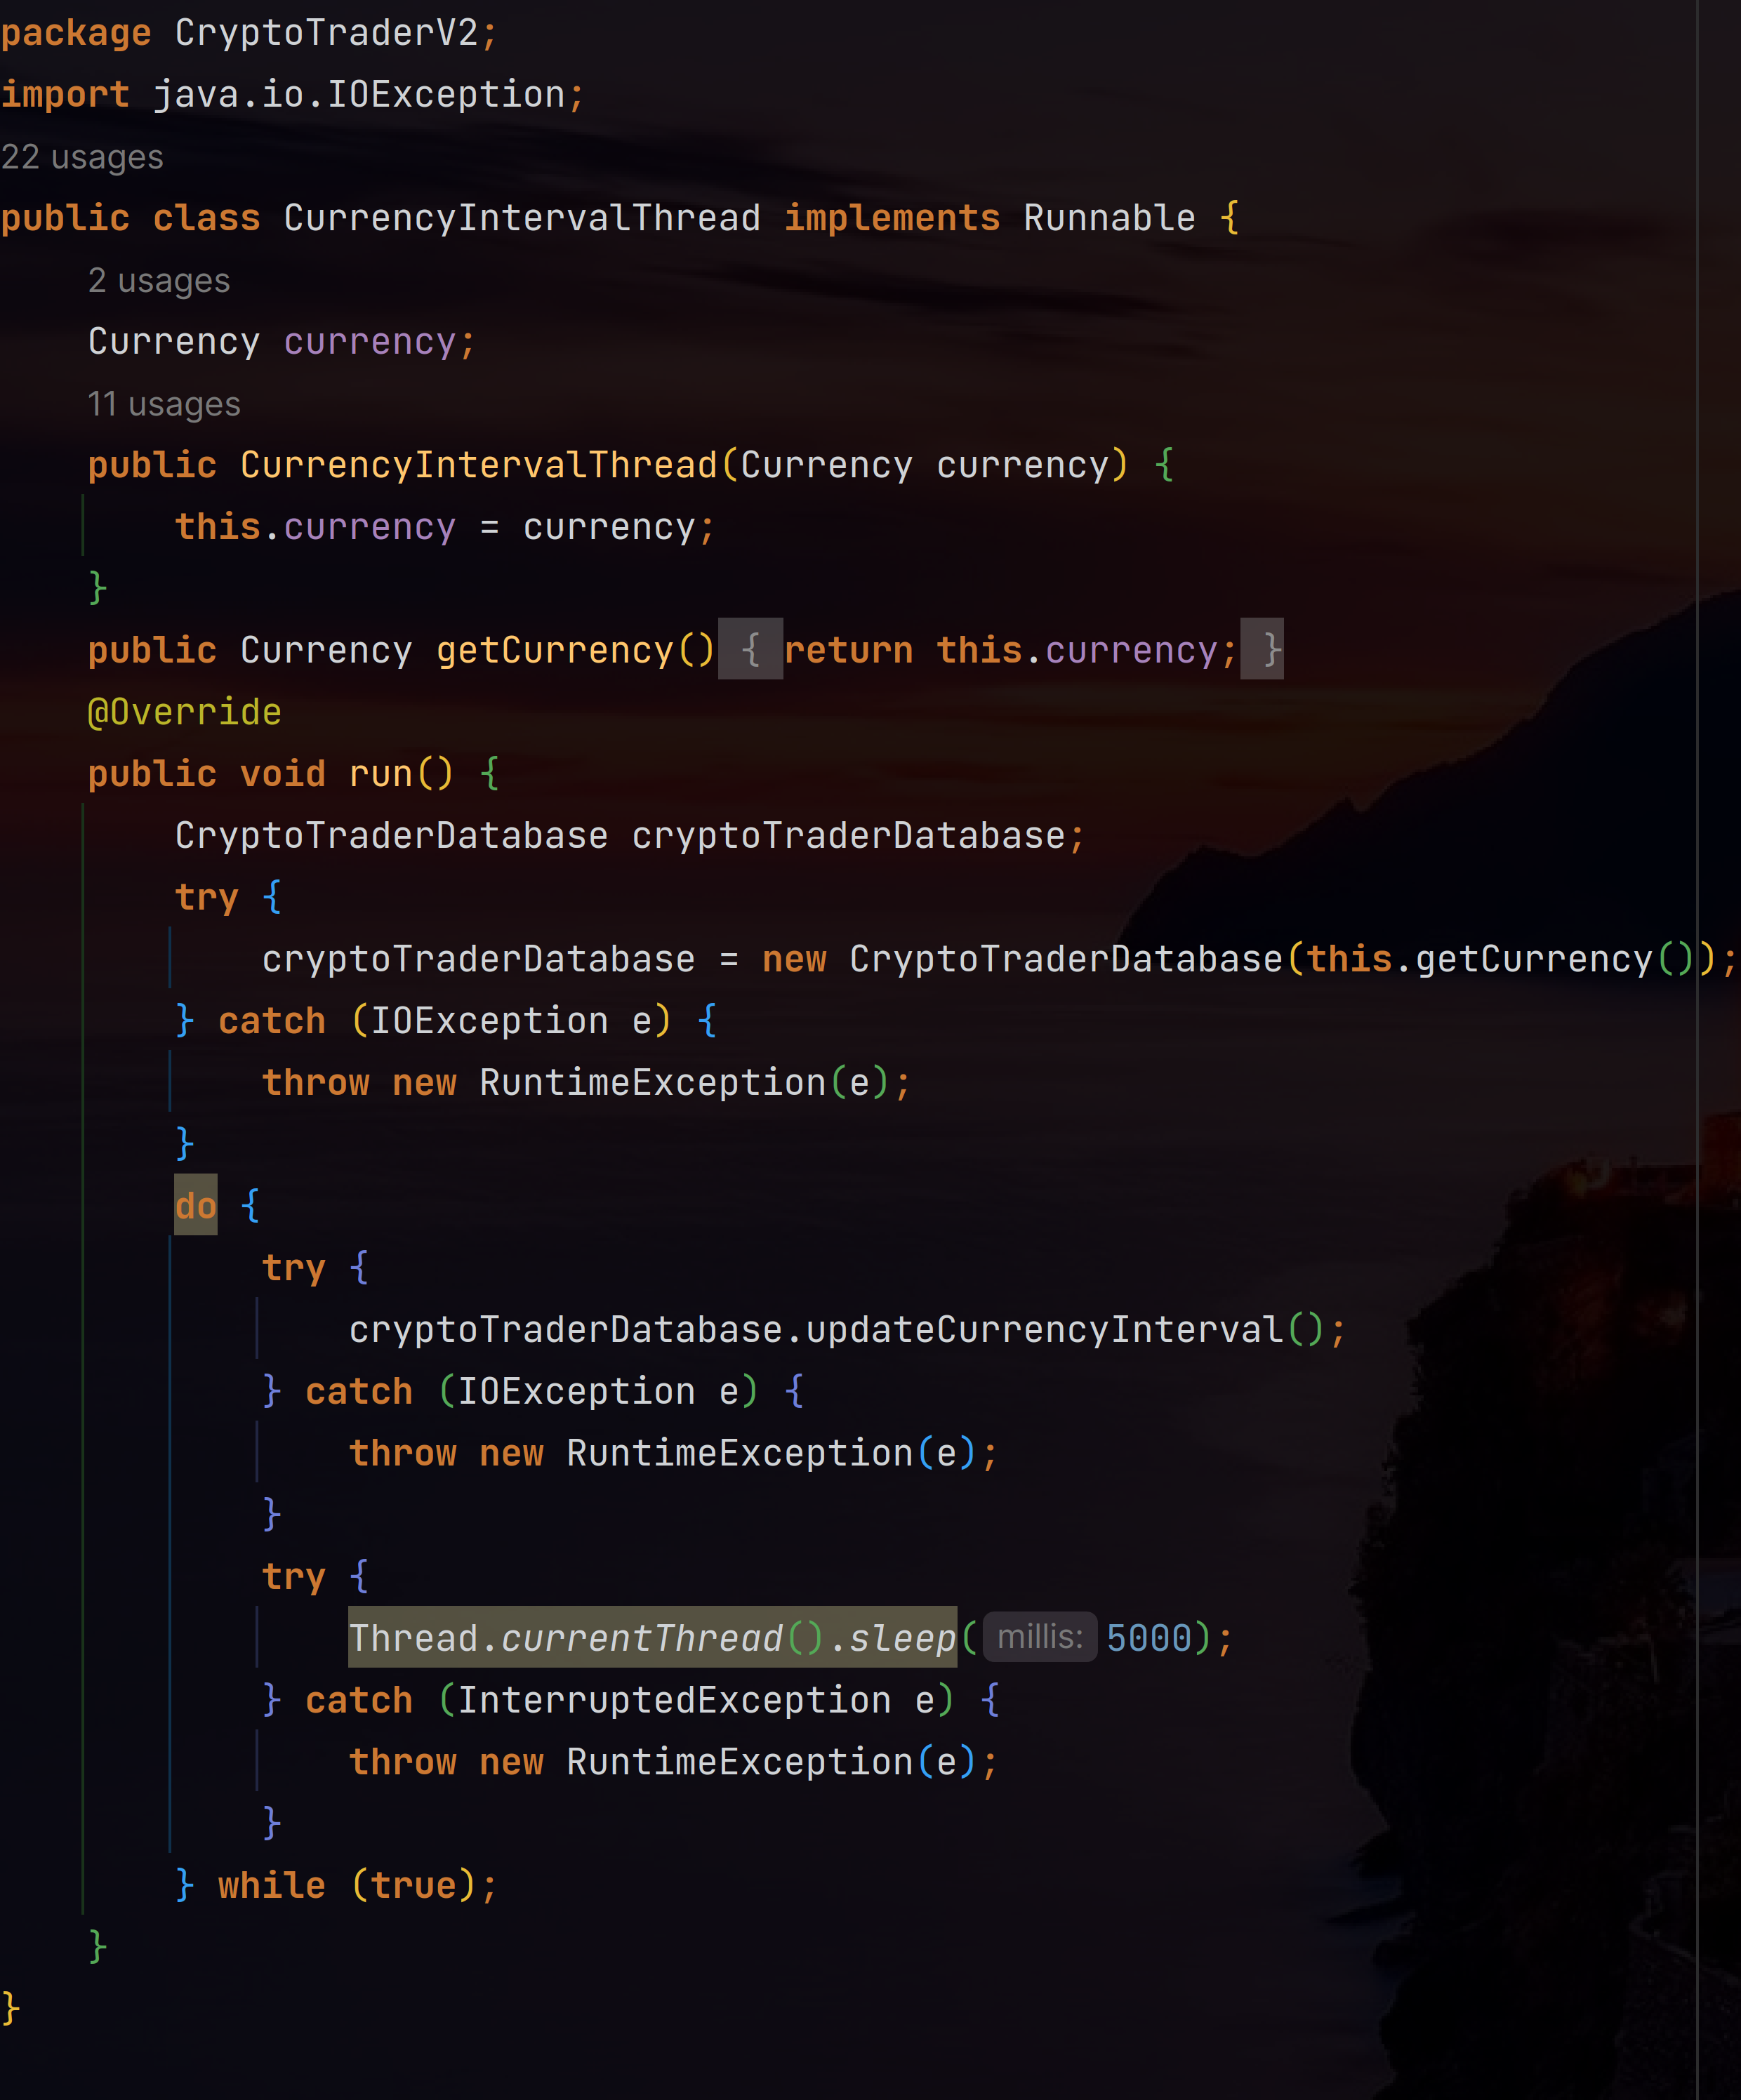 package CryptoTraderV2;
import java.io.IOException;
22 usages
public class CurrencyIntervalThread implements Runnable {
2 usages
Currency currency;
11 usages
public CurrencyIntervalThread(Currency currency) {
this.currency = currency;
}
public Currency getCurrency() { return this.currency; }
@Override
public void run() {
CryptoTraderDatabase cryptoTraderDatabase;
try {
cryptoTraderDatabase = new CryptoTraderDatabase(this.getCurrency());
} catch (IOException e) {
throw new RuntimeException(e);
}
do {
try {
cryptoTraderDatabase.updateCurrencyInterval();
} catch (IOException e) {
throw new RuntimeException(e);
}
try {
Thread.currentThread().sleep( millis: 5000);
} catch (InterruptedException e) {
throw new RuntimeException(e);
}
} while (true);
}
}